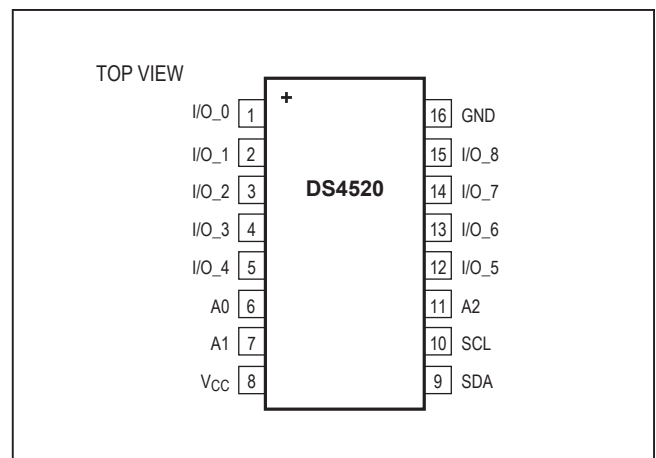 TOP VIEW
+
I/O_0 1 16 GND
I/O_1 2 15 I/O_8
I/O_2 3 DS4520 14 I/O_7
I/O_3 4 13 I/O_6
I/O_4 5 12 I/O_5
A0 6 11 A2
A1 7 10 SCL
VCC 8 9 SDA